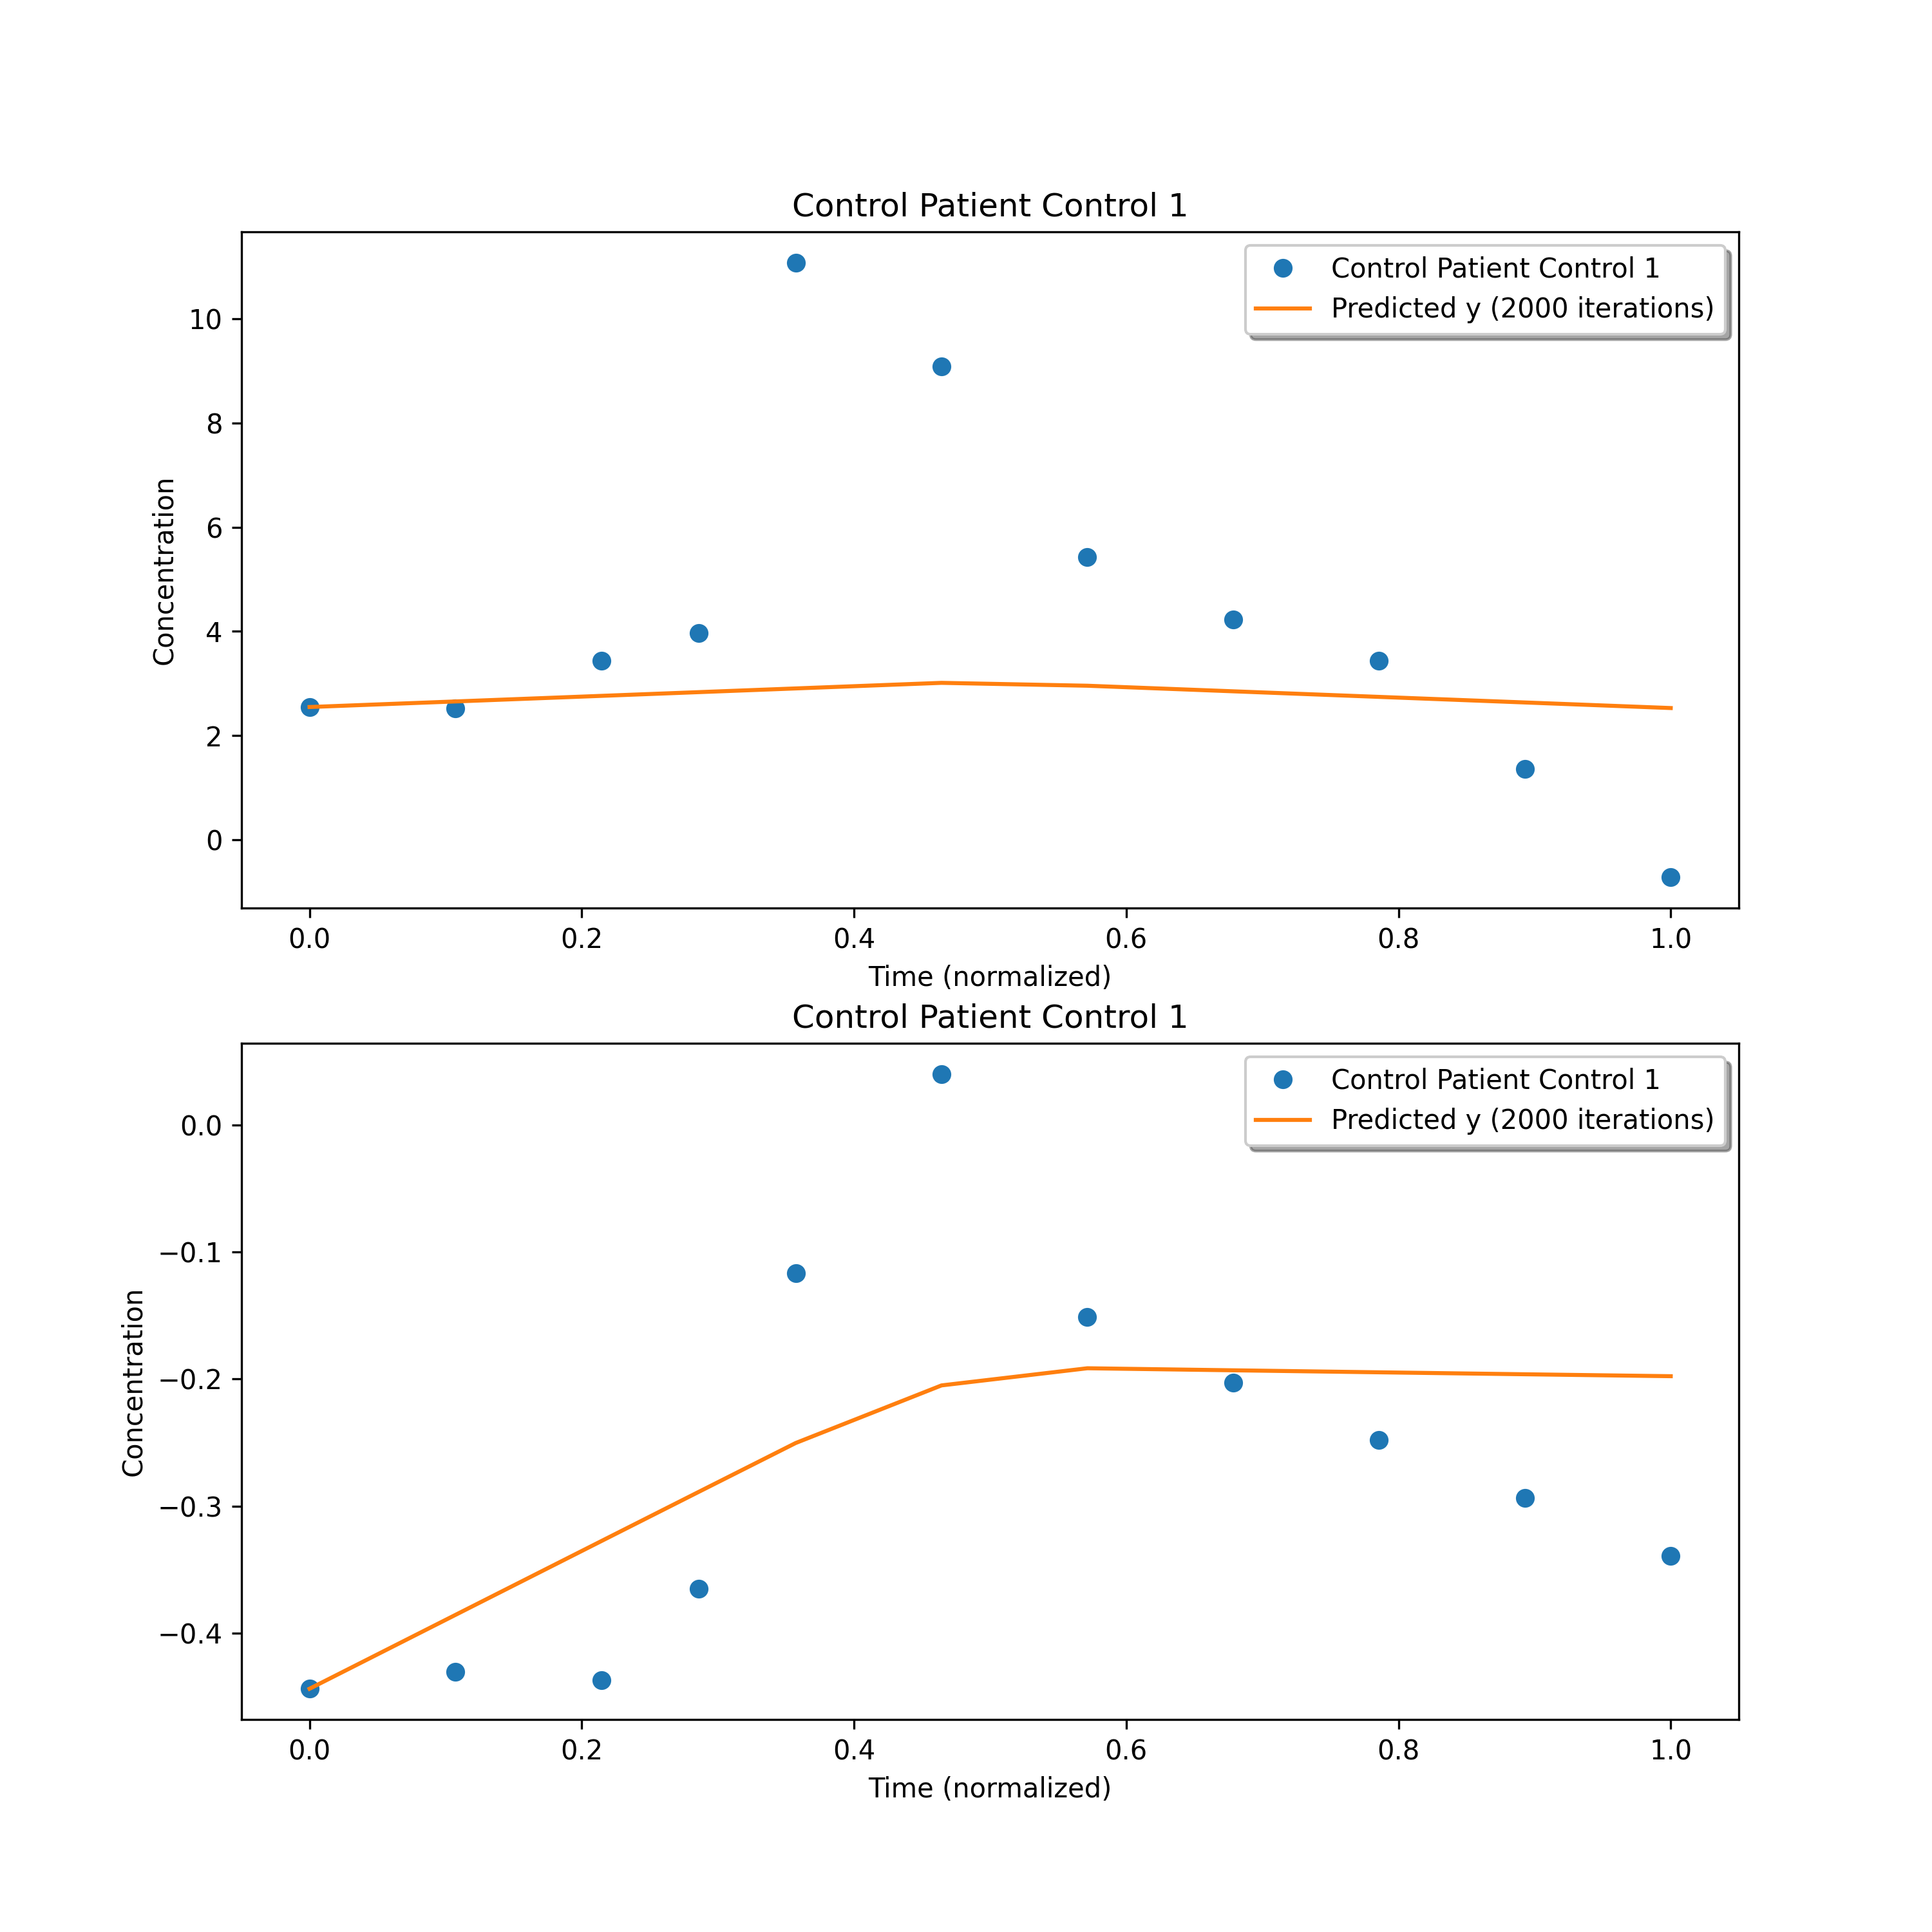 Control Patient Control 1
Control Patient Control 1
Predicted y (2000 iterations)
10
8
6
4
2
0
Concentration
0.0 0.2 0.4 0.6 0.8 1.0
Time (normalized)
Control Patient Control 1
Control Patient Control 1
Predicted y (2000 iterations)
0.0
−0.1
−0.2
−0.3
−0.4
Concentration
0.0 0.2 0.4 0.6 0.8 1.0
Time (normalized)